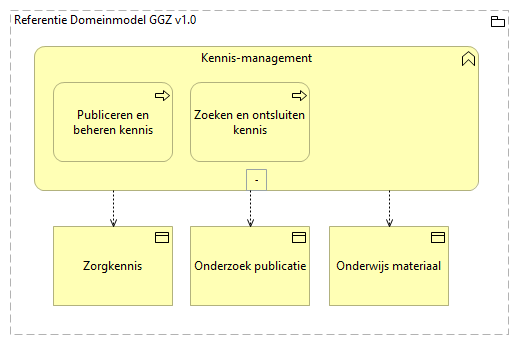 Referentie Domeinmodel GGZ v1.0
Kennis-management
Publiceren en
beheren kennis
Zoeken en ontsluiten
kennis
-
Zorgkennis
Onderzoek publicatie
Onderwijs materiaal